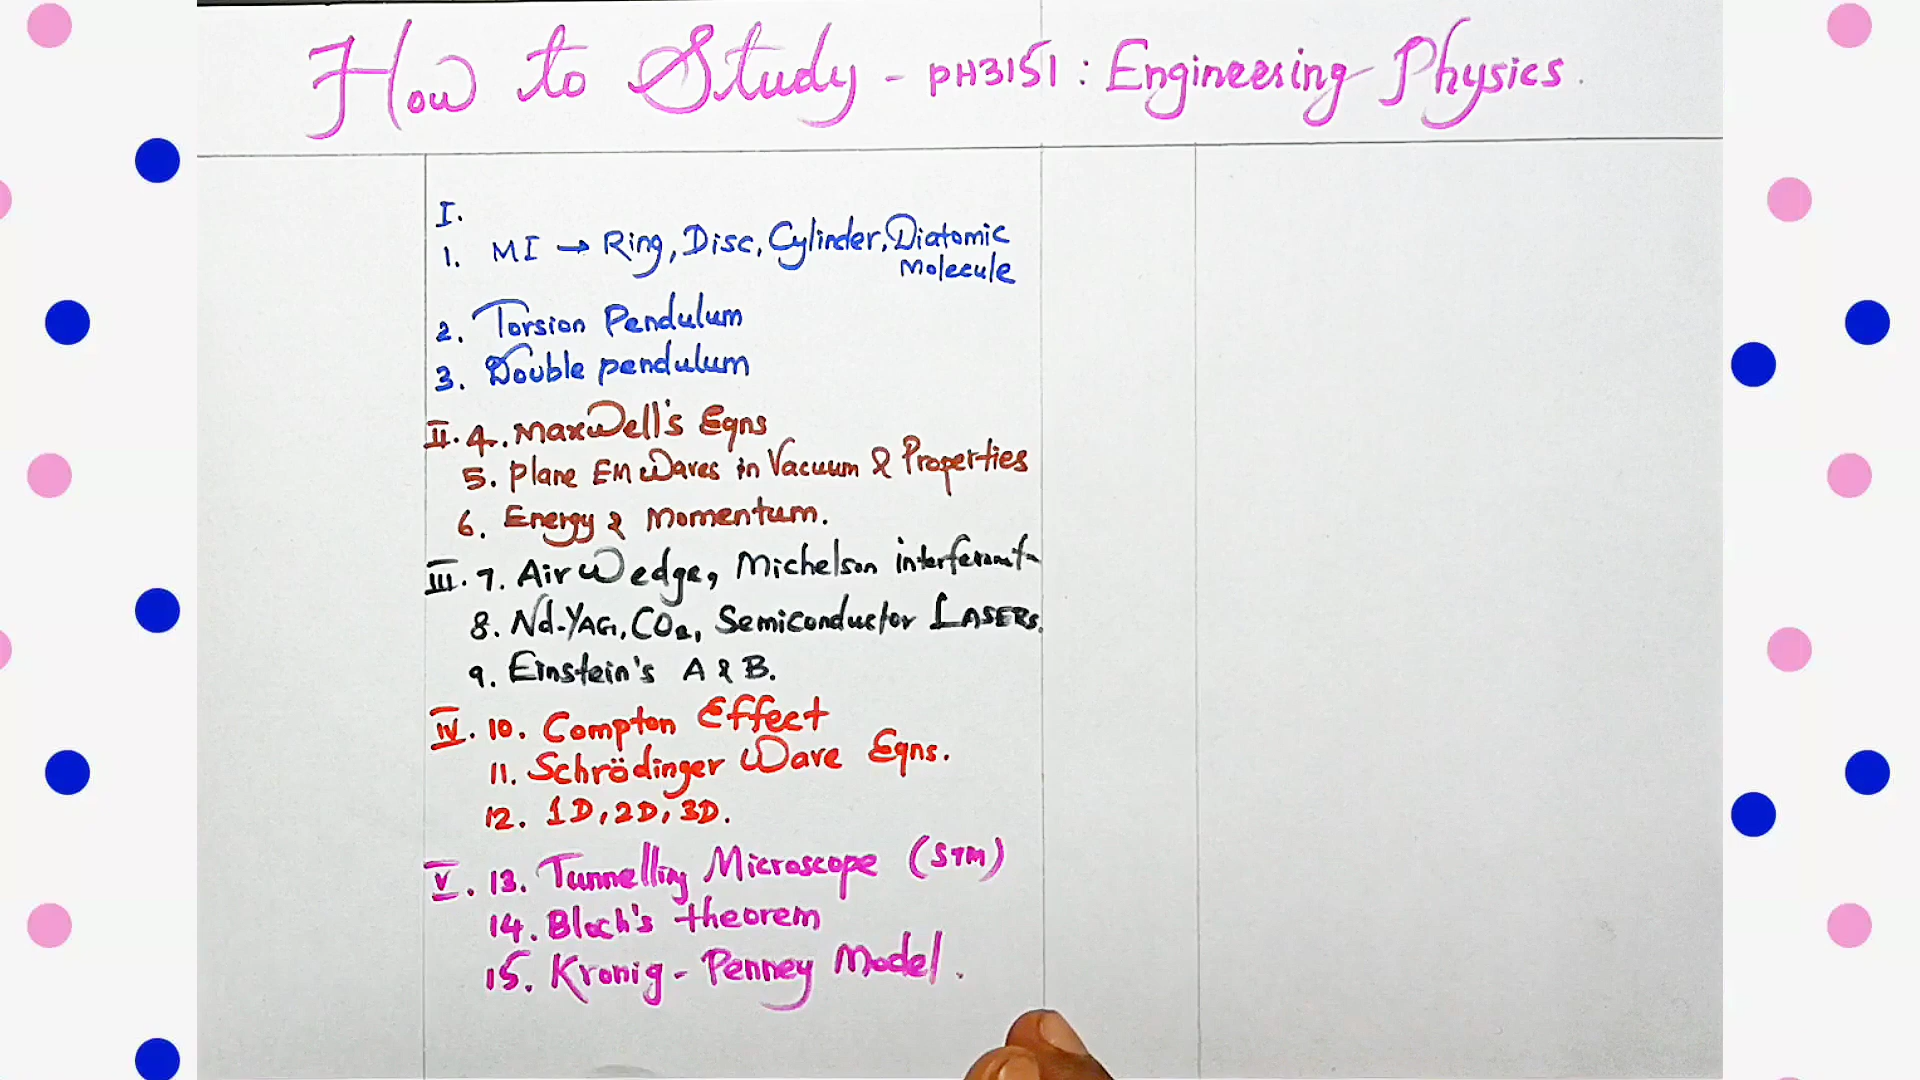 How to Study - PH3151 : Engineering Physics.
I.
1. MI → Ring, Disc, Cylinder, Diatomic
Molecule
2. Torsion Pendulum
3. Double pendulum
II. 4. Maxwell's Eqns
5. Plane EM Waves in Vacuum & Properties
6. Energy & Momentum.
III. 7. Air Wedge, Michelson
8. Nd-YAG, CO2, Semiconductor LASERs.
9. Einstein's A & B.
IV. 10. Compton Effect
11. Schrödinger Wave Eqns.
12. 1D, 2D, 3D.
V. 13. Tunnelling Microscope (STM)
14. Bloch's theorem
15. Kronig - Penney Model.